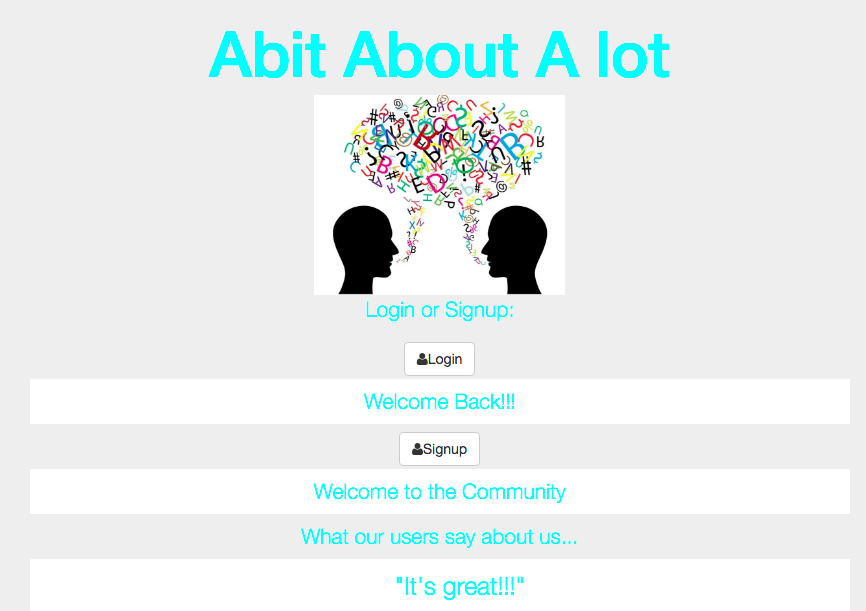 Abit About A lot
Login or Signup:
Login
Welcome Back!!!
Signup
Welcome to the Community
What our users say about us...
"It's great!!!"